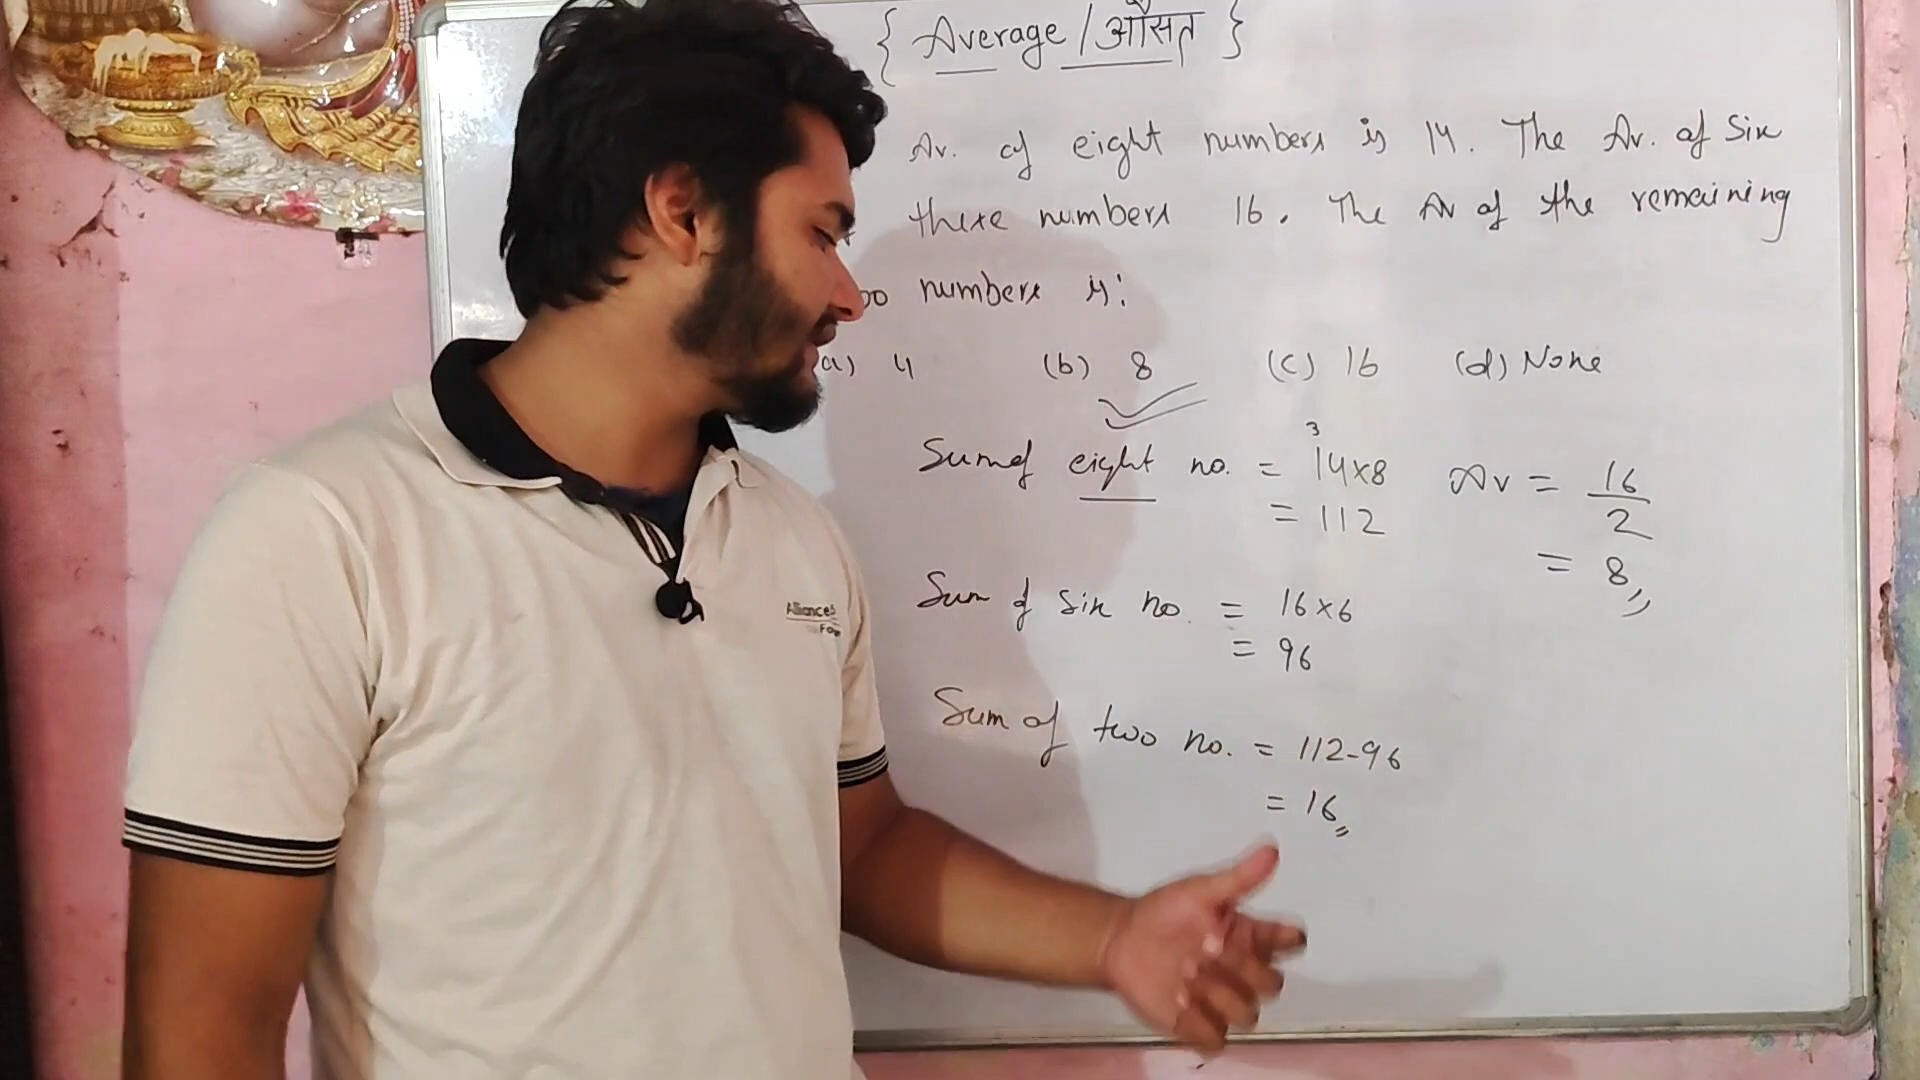 { Average / औसत }
Av. of eight numbers is 14. The Av. of six
these numbers 16. The Av of the remaining
numbers is:
(a) 4 (b) 8 (c) 16 (d) None
3
Sum of eight no. = 14×8
= 112
Av = 16
2
= 8
Sum of six no. = 16×6
= 96
Sum of two no. = 112-96
= 16
Alliances